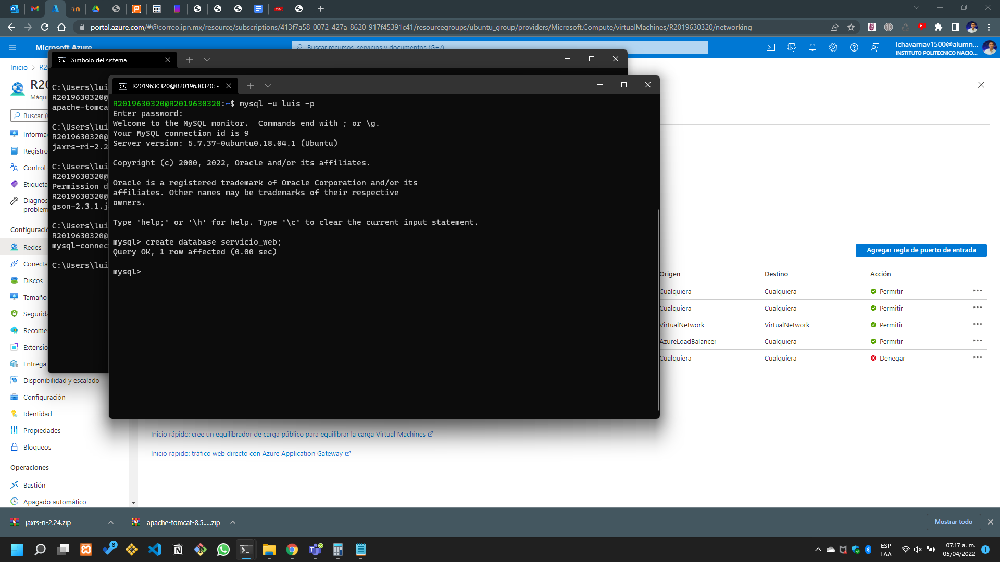 portal.azure.com/#@correo.ipn.mx/resource/subscriptions/413f7a58-0072-427a-8620-917f45391c41/resourcegroups/ubuntu_group/providers/Microsoft.Compute/virtualMachines/R2019630320/networking
Microsoft Azure
Buscar recursos, servicios y documentos (G+/)
lchavarriav1500@alumn...
INSTITUTO POLITECNICO NACIO...
Inicio > R2
R20
Máqui
Buscar (
Informa
Registro
Control
Etiqueta
Diagnos
problem
Configuració
Redes
Conecta
Discos
Tamaño
Segurida
Recome
Extensio
Entrega
Disponibilidad y escalado
Configuración
Identidad
Propiedades
Bloqueos
Operaciones
Bastión
Apagado automático
Símbolo del sistema
C:\Users\lui
R2019630320@
apache-tomca
C:\Users\lui
R2019630320@
jaxrs-ri-2.2
C:\Users\lui
R2019630320@
Permission d
R2019630320@
gson-2.3.1.j
C:\Users\lui
R2019630320@
mysql-connec
C:\Users\lui
R2019630320@R2019630320: ~
R2019630320@R2019630320:~$ mysql -u luis -p
Enter password:
Welcome to the MySQL monitor.  Commands end with ; or \g.
Your MySQL connection id is 9
Server version: 5.7.37-0ubuntu0.18.04.1 (Ubuntu)
Copyright (c) 2000, 2022, Oracle and/or its affiliates.
Oracle is a registered trademark of Oracle Corporation and/or its
affiliates. Other names may be trademarks of their respective
owners.
Type 'help;' or '\h' for help. Type '\c' to clear the current input statement.
mysql> create database servicio_web;
Query OK, 1 row affected (0.00 sec)
mysql>
Agregar regla de puerto de entrada
Origen Destino Acción
Cualquiera Cualquiera Permitir
Cualquiera Cualquiera Permitir
VirtualNetwork VirtualNetwork Permitir
AzureLoadBalancer Cualquiera Permitir
Cualquiera Cualquiera Denegar
Inicio rápido: cree un equilibrador de carga público para equilibrar la carga Virtual Machines
Inicio rápido: tráfico web directo con Azure Application Gateway
jaxrs-ri-2.24.zip
apache-tomcat-8.5.....zip
Mostrar todo
8
ESP
LAA
07:17 a. m.
05/04/2022
1